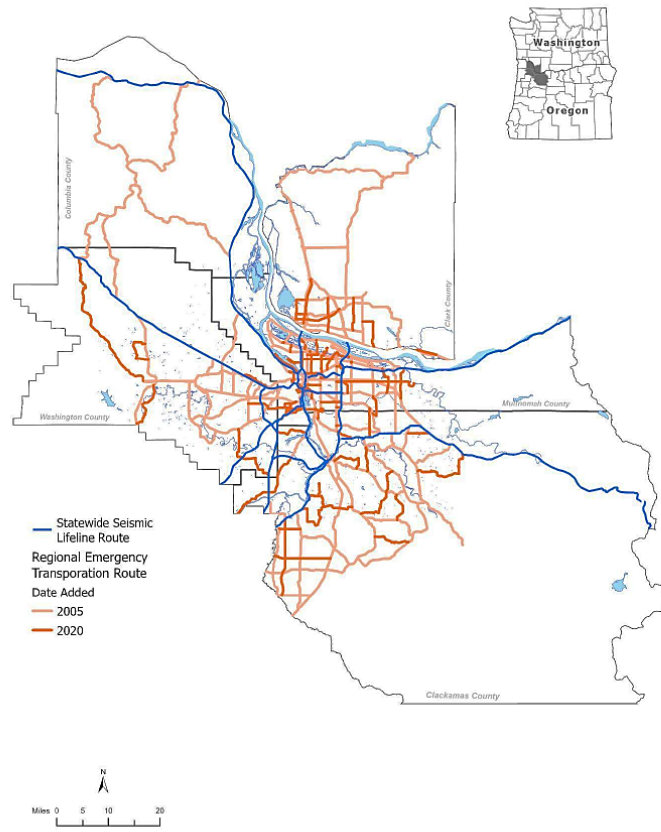 Washington
Oregon
Columbia County
Clark County
Multnomah County
Washington County
Statewide Seismic
Lifeline Route
Regional Emergency
Transporation Route
Date Added
2005
2020
Clackamas County
N
Miles 0 5 10 20